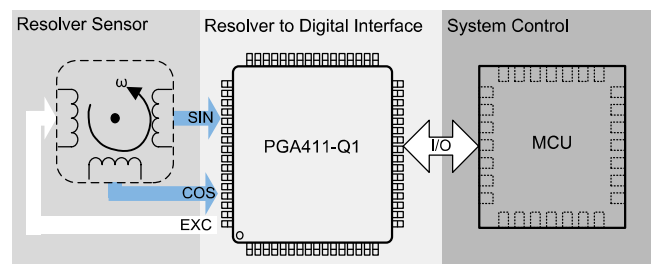 Resolver Sensor
Resolver to Digital Interface
System Control
ω
SIN
PGA411-Q1
I/O
MCU
COS
EXC